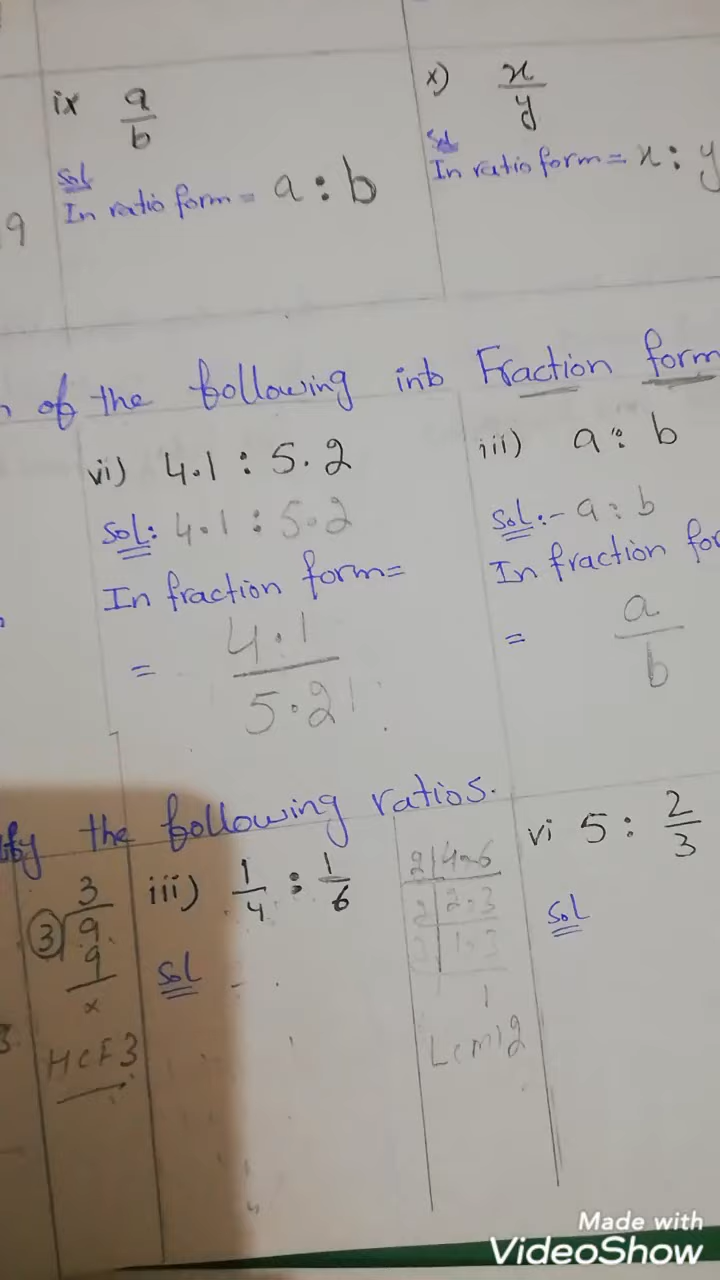 ix a/b
x) x/y
Sol
In ratio form = a : b
Sol
In ratio form = x : y
9
of the following into Fraction form
vi) 4.1 : 5.2
iii) a : b
Sol: 4.1 : 5.2
Sol:- a : b
In fraction form=
In fraction for
= 4.1/5.2
= a/b
the following ratios.
3
3 9
9
x
HCF 3
iii) 1/4 : 1/6
Sol
2 4-6
2 2-3
3 1-3
1
Lcm 12
vi 5 : 2/3
Sol
Made with
VideoShow